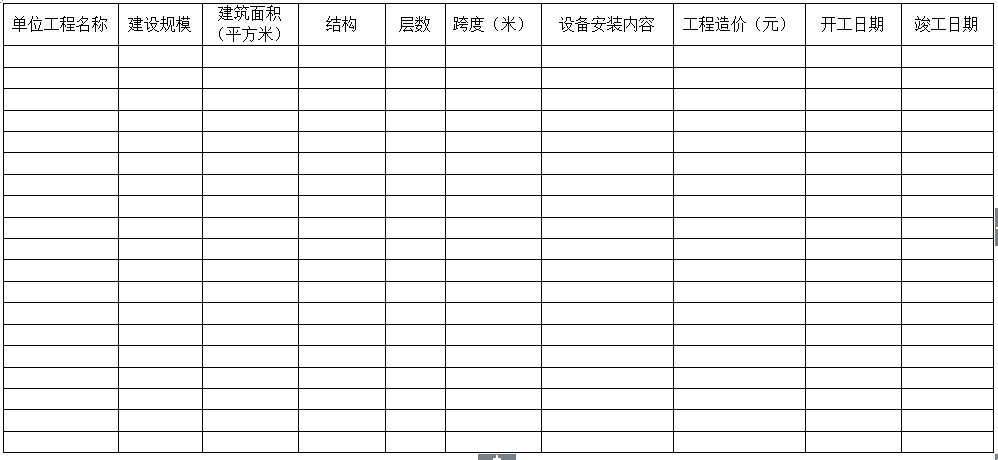 单位工程名称
建设规模
建筑面积
（平方米）
结构
层数
跨度（米）
设备安装内容
工程造价（元）
开工日期
竣工日期